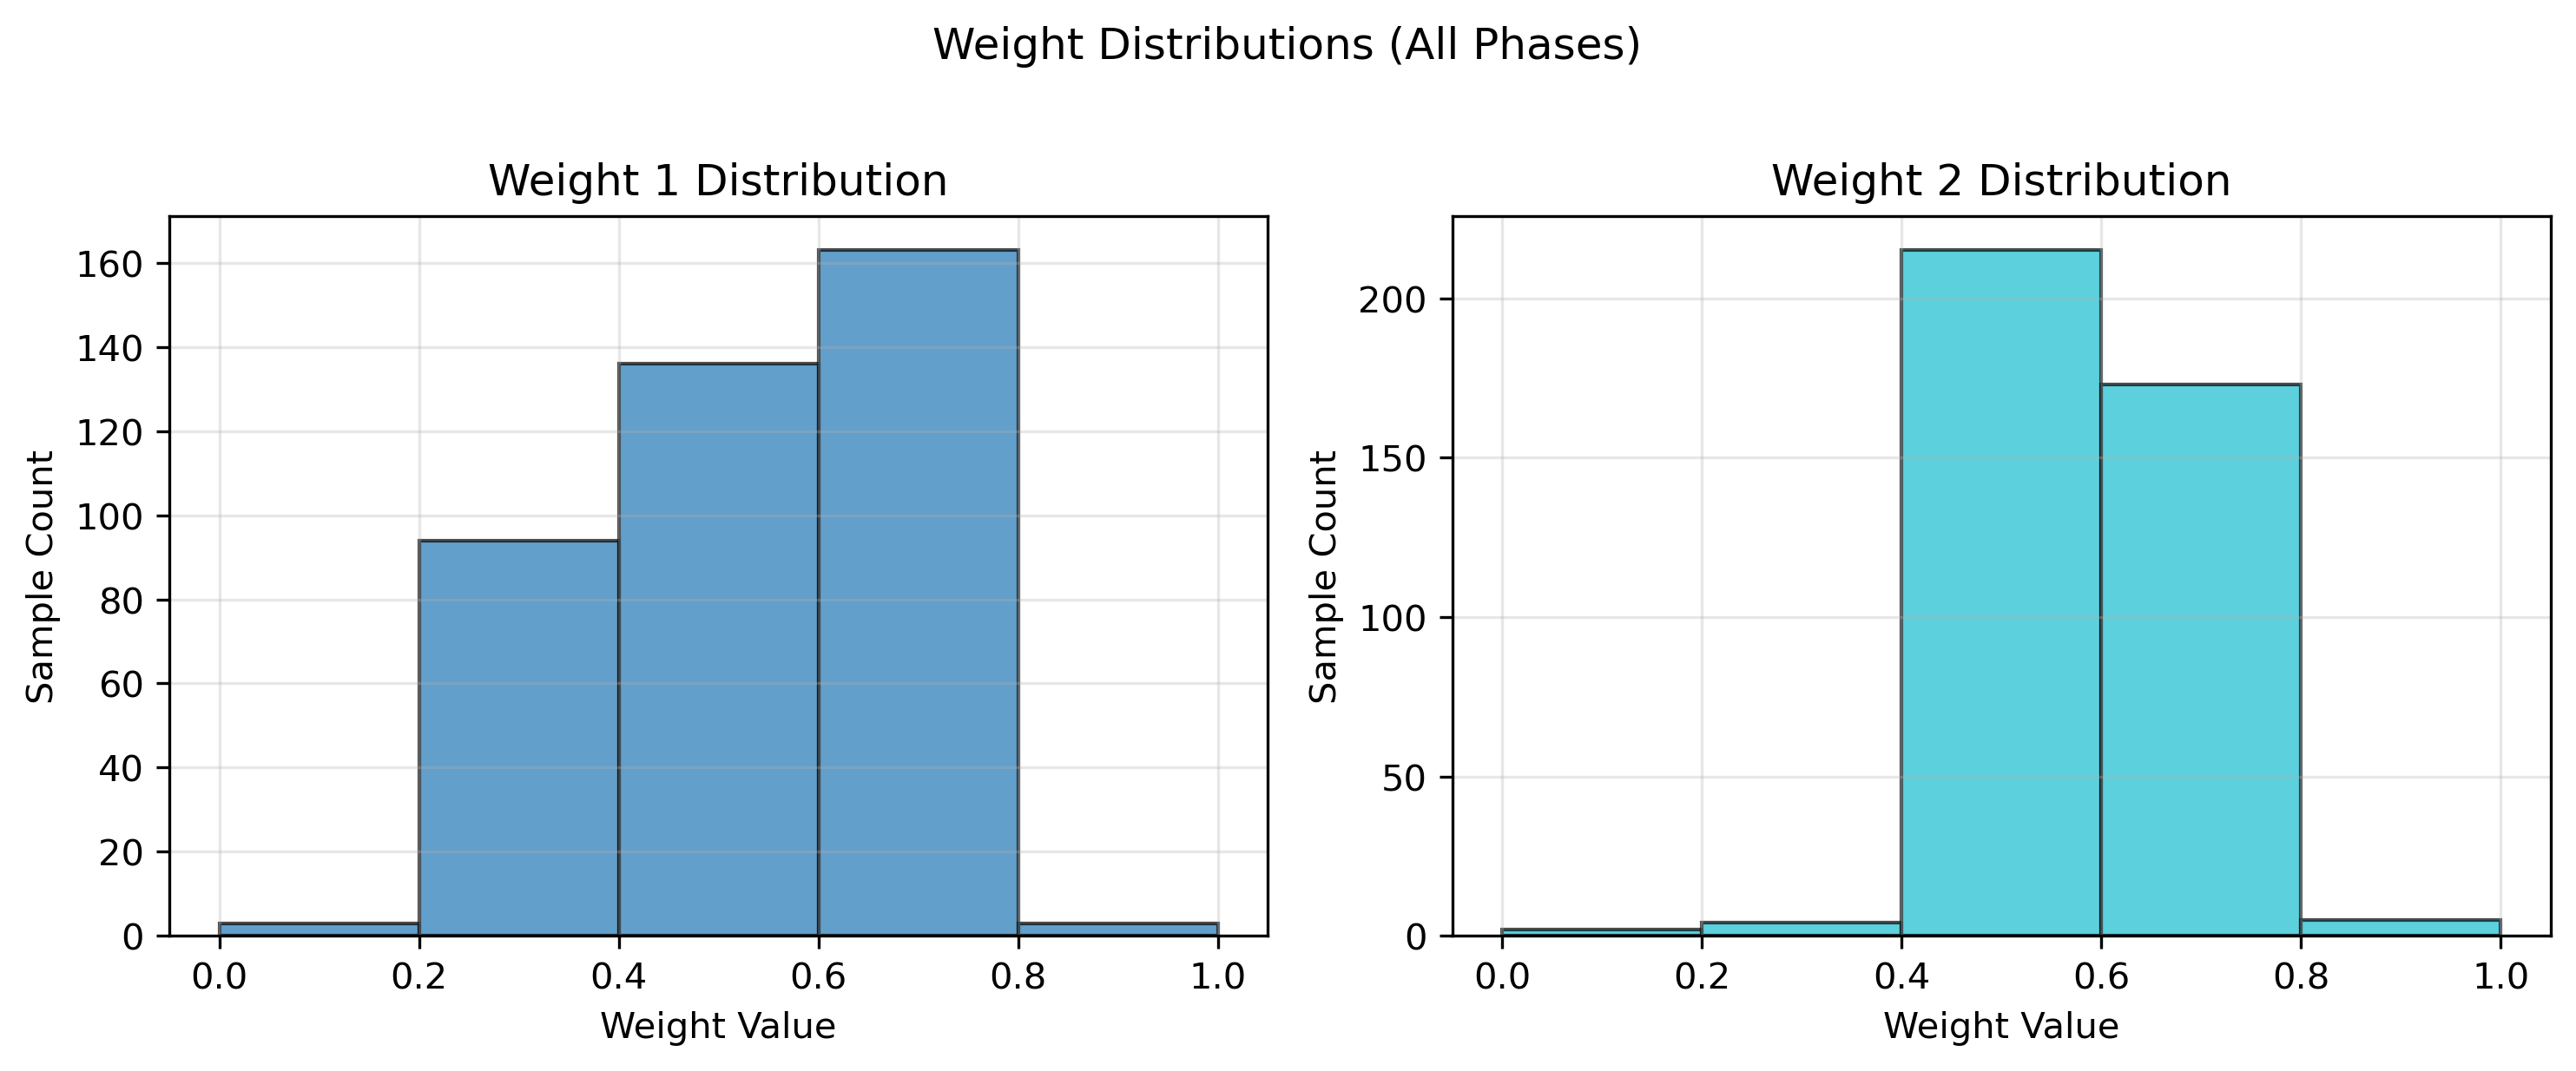 Weight Distributions (All Phases)
Weight 1 Distribution
160
140
120
100
80
60
40
20
0
Sample Count
0.0 0.2 0.4 0.6 0.8 1.0
Weight Value
Weight 2 Distribution
200
150
100
50
0
Sample Count
0.0 0.2 0.4 0.6 0.8 1.0
Weight Value